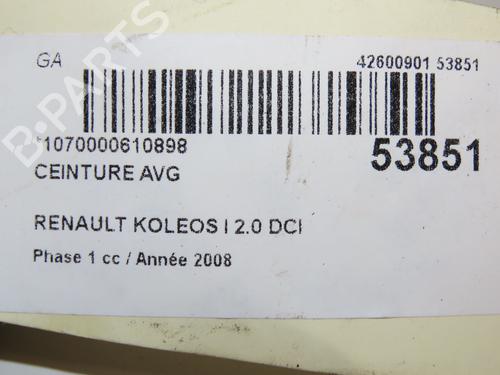 GA
42600901 53851
*1070000610898
53851
CEINTURE AVG
RENAULT KOLEOS I 2.0 DCI
Phase 1 cc / Année 2008
B-PARTS